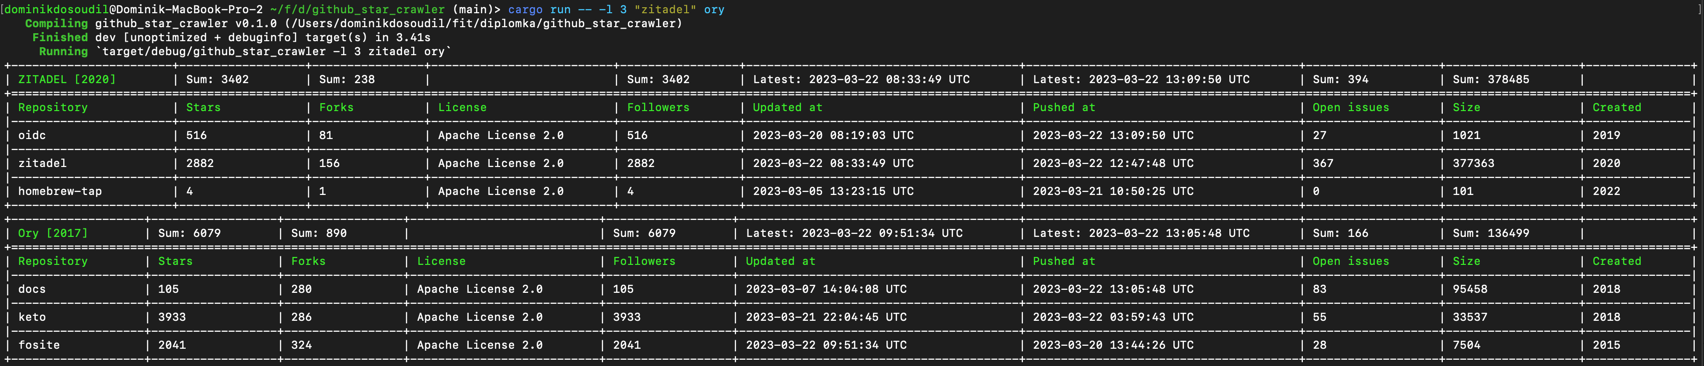 [dominikdosoudil@Dominik-MacBook-Pro-2 ~/f/d/github_star_crawler (main)> cargo run -- -l 3 "zitadel" ory ]
Compiling github_star_crawler v0.1.0 (/Users/dominikdosoudil/fit/diplomka/github_star_crawler)
Finished dev [unoptimized + debuginfo] target(s) in 3.41s
Running `target/debug/github_star_crawler -l 3 zitadel ory`
| ZITADEL [2020] | Sum: 3402 | Sum: 238 | | Sum: 3402 | Latest: 2023-03-22 08:33:49 UTC | Latest: 2023-03-22 13:09:50 UTC | Sum: 394 | Sum: 378485 | |
| Repository | Stars | Forks | License | Followers | Updated at | Pushed at | Open issues | Size | Created |
| oidc | 516 | 81 | Apache License 2.0 | 516 | 2023-03-20 08:19:03 UTC | 2023-03-22 13:09:50 UTC | 27 | 1021 | 2019 |
| zitadel | 2882 | 156 | Apache License 2.0 | 2882 | 2023-03-22 08:33:49 UTC | 2023-03-22 12:47:48 UTC | 367 | 377363 | 2020 |
| homebrew-tap | 4 | 1 | Apache License 2.0 | 4 | 2023-03-05 13:23:15 UTC | 2023-03-21 10:50:25 UTC | 0 | 101 | 2022 |
| Ory [2017] | Sum: 6079 | Sum: 890 | | Sum: 6079 | Latest: 2023-03-22 09:51:34 UTC | Latest: 2023-03-22 13:05:48 UTC | Sum: 166 | Sum: 136499 | |
| Repository | Stars | Forks | License | Followers | Updated at | Pushed at | Open issues | Size | Created |
| docs | 105 | 280 | Apache License 2.0 | 105 | 2023-03-07 14:04:08 UTC | 2023-03-22 13:05:48 UTC | 83 | 95458 | 2018 |
| keto | 3933 | 286 | Apache License 2.0 | 3933 | 2023-03-21 22:04:45 UTC | 2023-03-22 03:59:43 UTC | 55 | 33537 | 2018 |
| fosite | 2041 | 324 | Apache License 2.0 | 2041 | 2023-03-22 09:51:34 UTC | 2023-03-20 13:44:26 UTC | 28 | 7504 | 2015 |